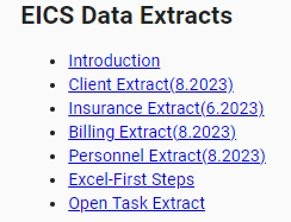 EICS Data Extracts
Introduction
Client Extract(8.2023)
Insurance Extract(6.2023)
Billing Extract(8.2023)
Personnel Extract(8.2023)
Excel-First Steps
Open Task Extract